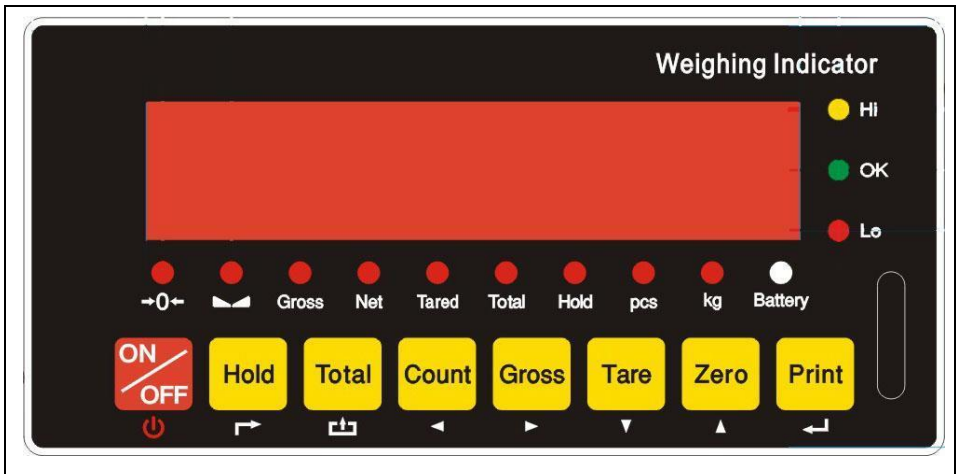 Weighing Indicator
Hi
OK
Lo
→0← Gross Net Tared Total Hold pcs kg Battery
ON/OFF Hold Total Count Gross Tare Zero Print